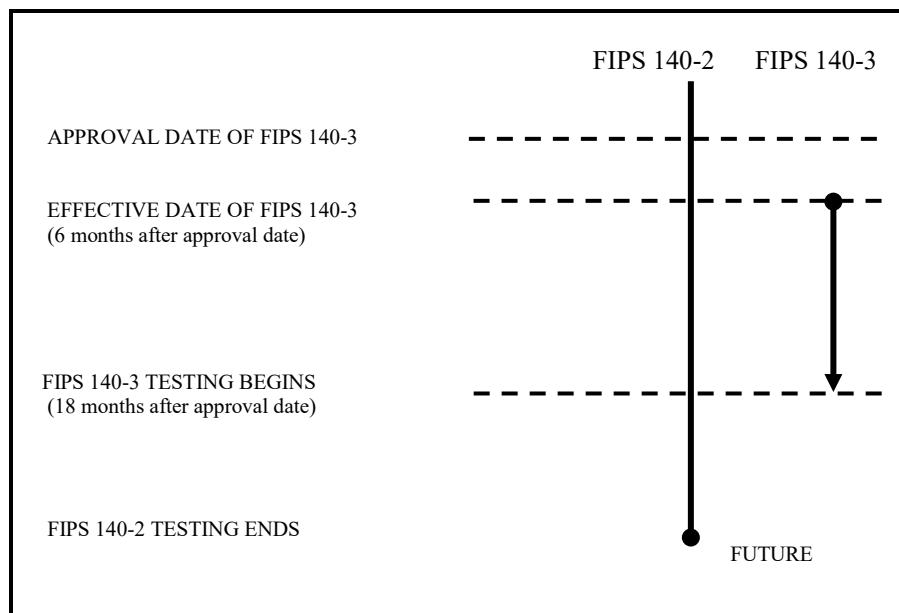 FIPS 140-2 FIPS 140-3
APPROVAL DATE OF FIPS 140-3
EFFECTIVE DATE OF FIPS 140-3
(6 months after approval date)
FIPS 140-3 TESTING BEGINS
(18 months after approval date)
FIPS 140-2 TESTING ENDS
FUTURE